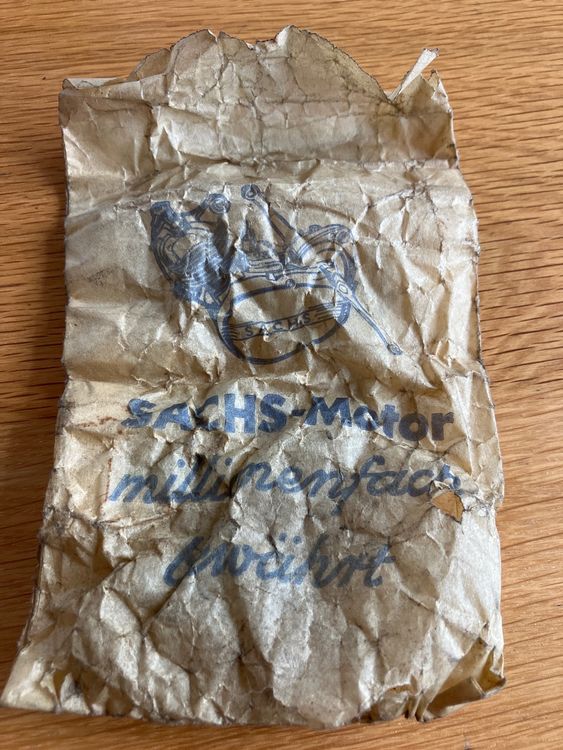 SACHS
SACHS-Motor
millionenfach
bewährt